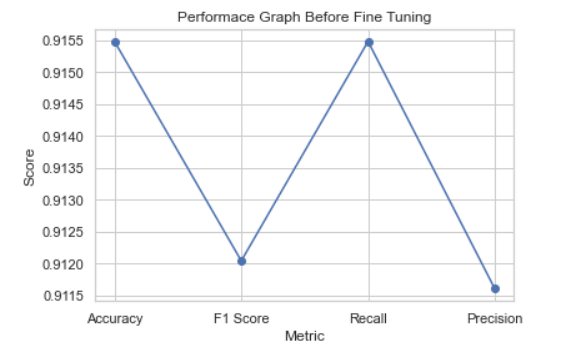 Performace Graph Before Fine Tuning
0.9155
0.9150
0.9145
0.9140
0.9135
0.9130
0.9125
0.9120
0.9115
Score
Accuracy F1 Score Recall Precision
Metric